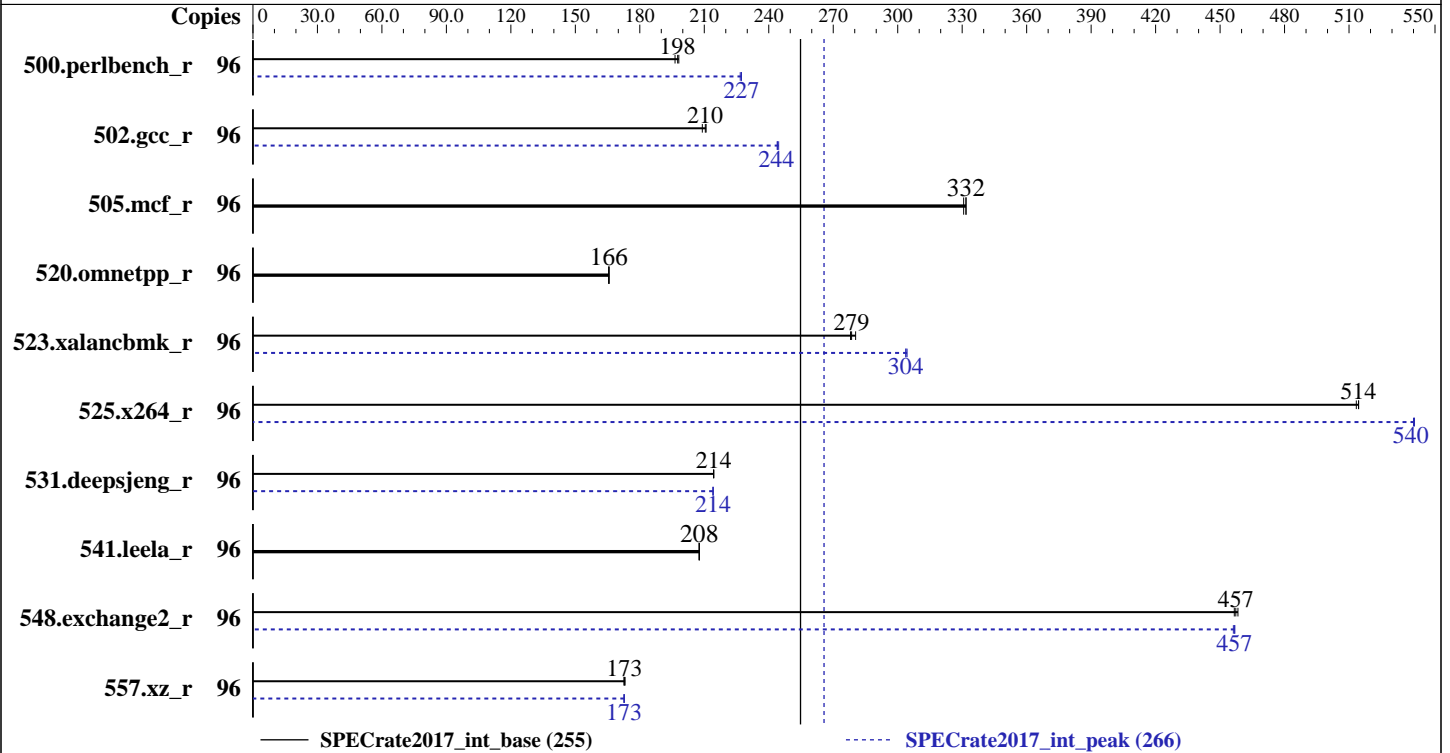 Copies 0 30.0 60.0 90.0 120 150 180 210 240 270 300 330 360 390 420 450 480 510 550
198
500.perlbench_r 96
227
210
502.gcc_r 96
244
332
505.mcf_r 96
166
520.omnetpp_r 96
279
523.xalancbmk_r 96
304
514
525.x264_r 96
540
214
531.deepsjeng_r 96
214
208
541.leela_r 96
457
548.exchange2_r 96
457
173
557.xz_r 96
173
SPECrate2017_int_base (255) SPECrate2017_int_peak (266)